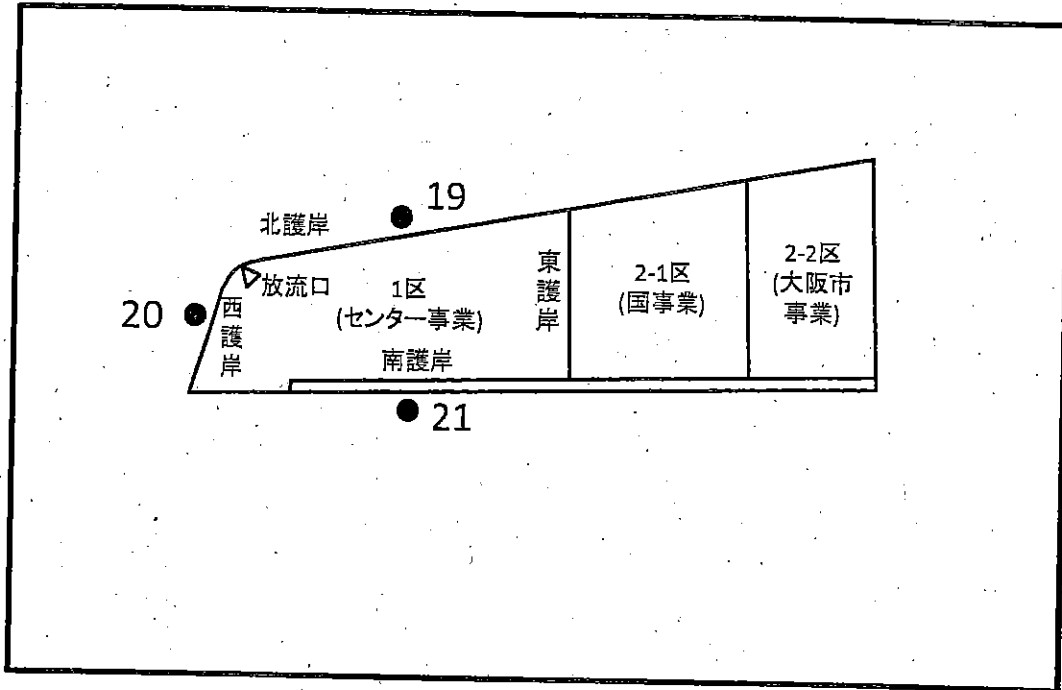 19
北護岸
放流口
20
西護岸
1区
(センター事業)
南護岸
東護岸
2-1区
(国事業)
2-2区
(大阪市
事業)
21